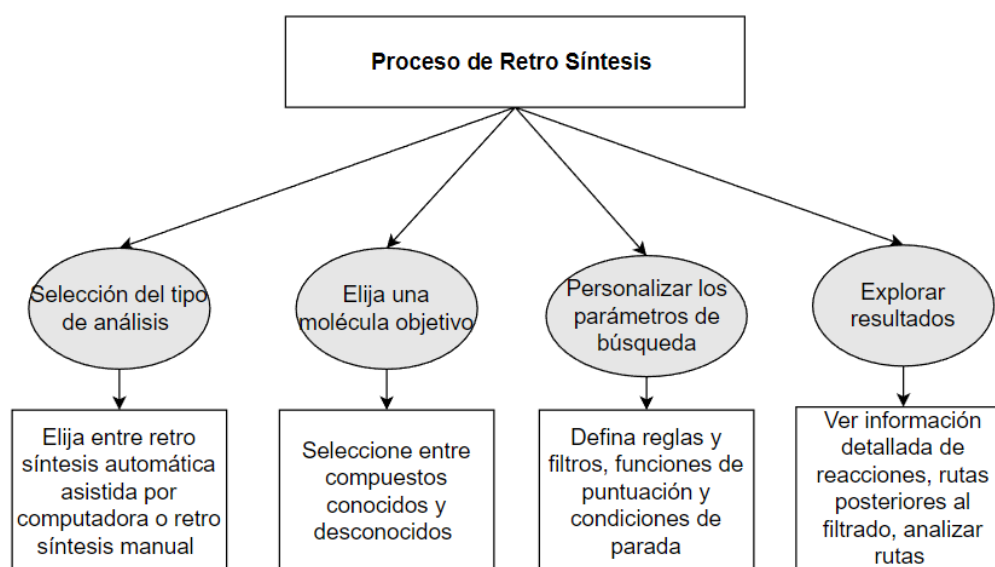 Proceso de Retro Síntesis
Selección del tipo
de análisis
Elija una
molécula objetivo
Personalizar los
parámetros de
búsqueda
Explorar
resultados
Elija entre retro
síntesis automática
asistida por
computadora o retro
síntesis manual
Seleccione entre
compuestos
conocidos y
desconocidos
Defina reglas y
filtros, funciones de
puntuación y
condiciones de
parada
Ver información
detallada de
reacciones, rutas
posteriores al
filtrado, analizar
rutas